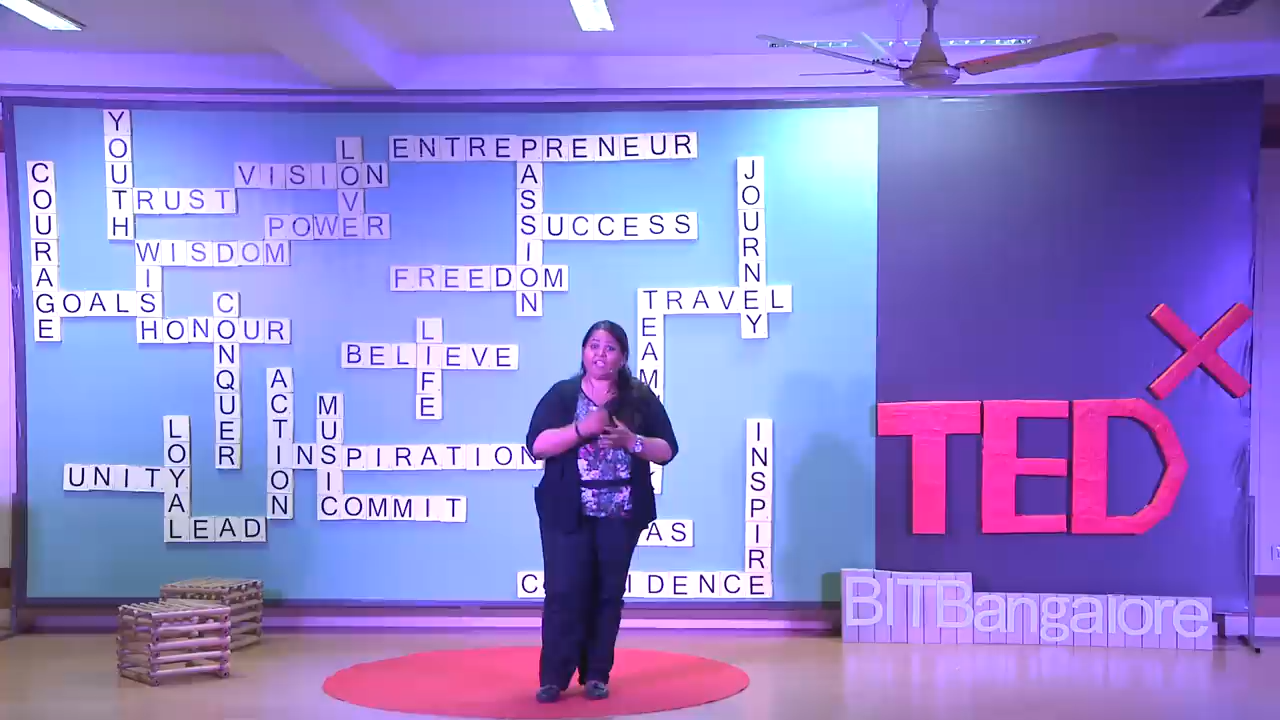 YOUTH
COURAGE
TRUST
VISION
LOVE
POWER
ENTREPRENEUR
PASSION
SUCCESS
JOURNEY
WISDOM
WISH
FREEDOM
GOALS
HONOUR
CONQUER
TRAVEL
TEAM
LIFE
BELIEVE
ACTION
MUSIC
LOYAL
INSPIRATION
UNITY
COMMIT
LEAD
INSPIRE
TEDx
BITBangalore